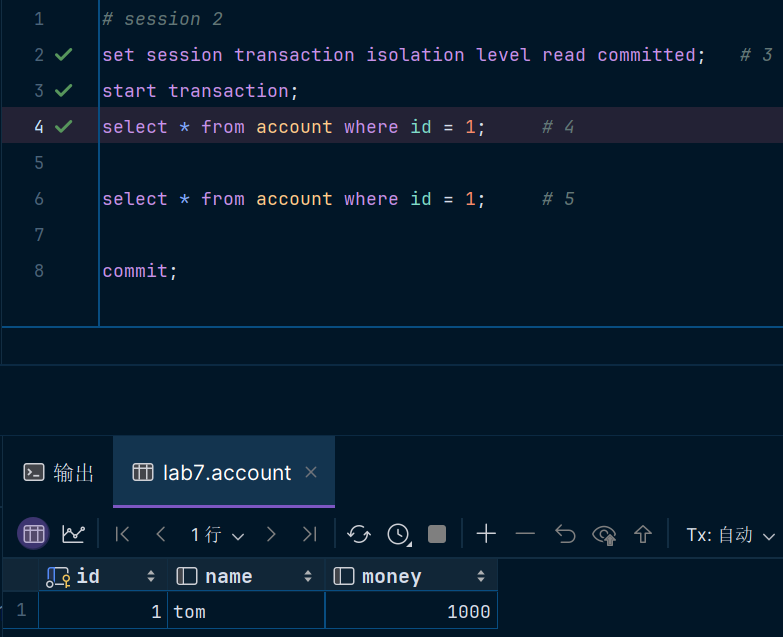 1 # session 2
2 set session transaction isolation level read committed; # 3
3 start transaction;
4 select * from account where id = 1; # 4
5
6 select * from account where id = 1; # 5
7
8 commit;
输出 lab7.account
1 行 Tx: 自动
id name money
1 1 tom 1000